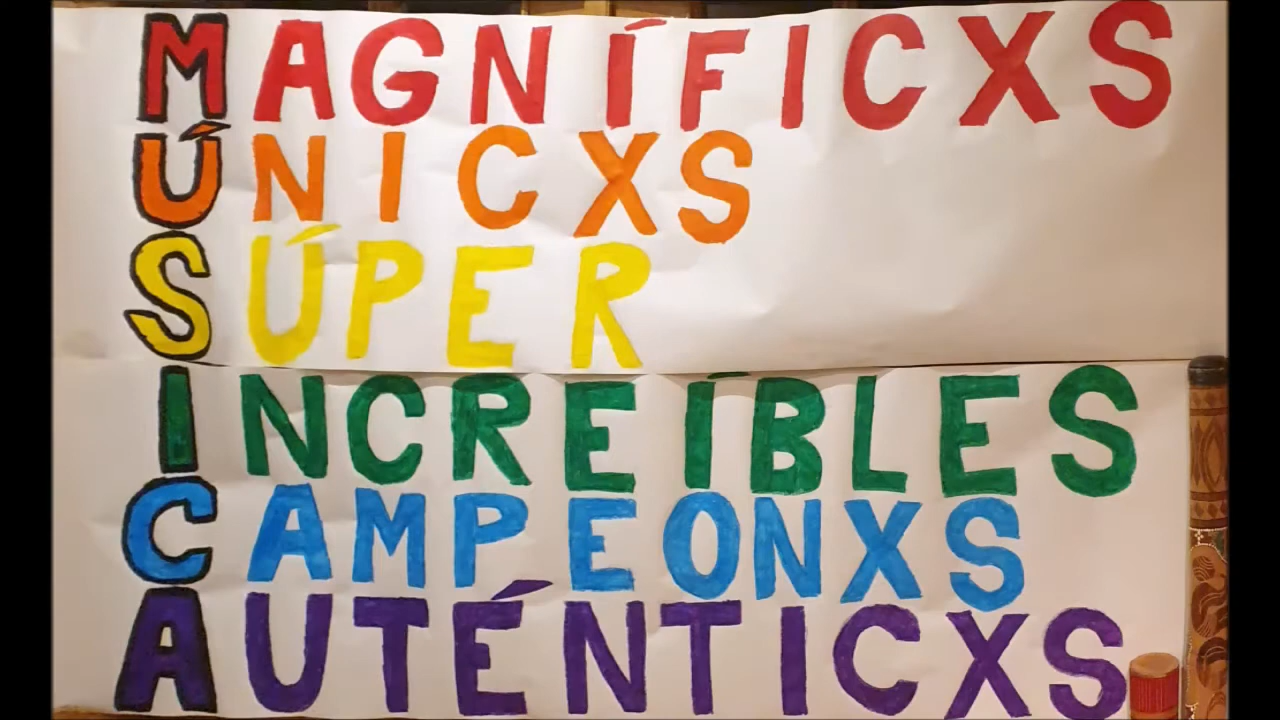 MAGNÍFICXS
ÚNICXS
SÚPER
INCREÍBLES
CAMPEONXS
AUTÉNTICXS